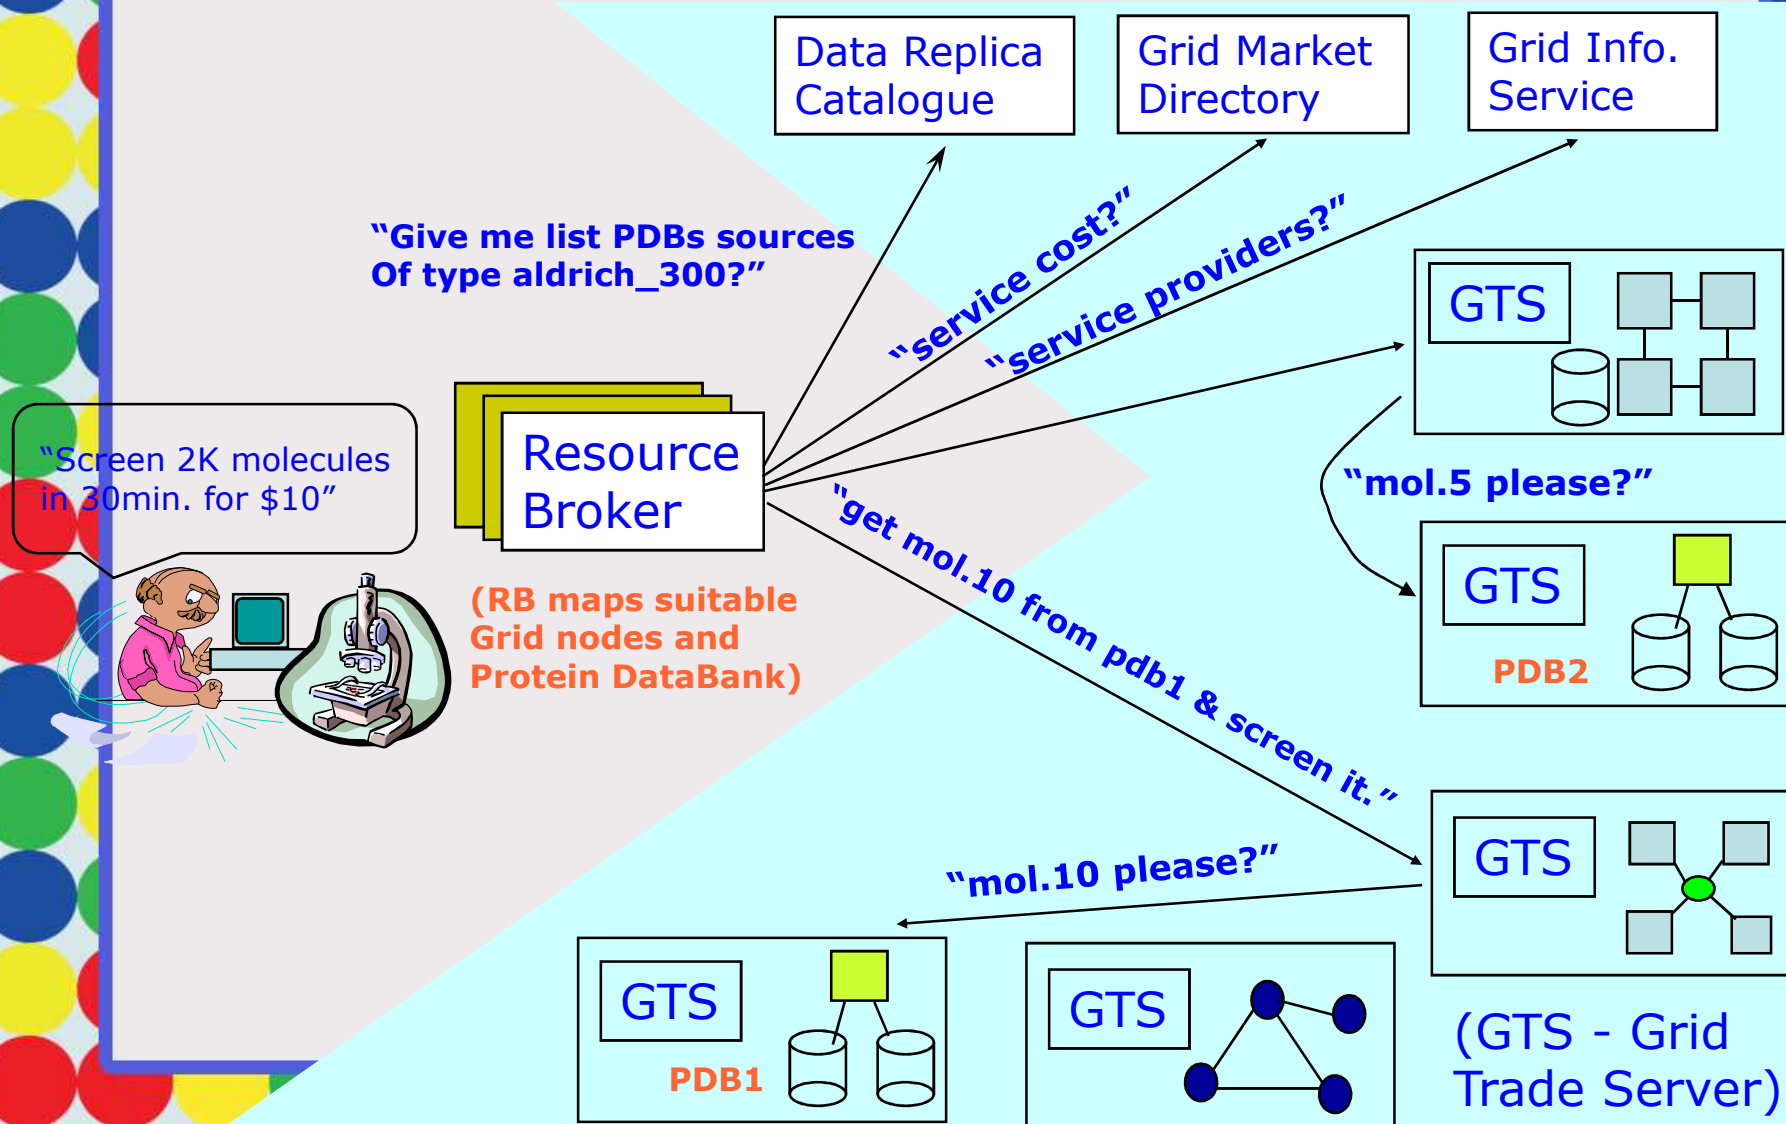 Data Replica
Catalogue
Grid Market
Directory
Grid Info.
Service
“Give me list PDBs sources
Of type aldrich_300?”
“service cost?”
“service providers?”
GTS
“Screen 2K molecules
in 30min. for $10”
Resource
Broker
“mol.5 please?”
“get mol.10 from pdb1 & screen it.”
GTS
PDB2
(RB maps suitable
Grid nodes and
Protein DataBank)
GTS
“mol.10 please?”
GTS
PDB1
GTS
(GTS - Grid
Trade Server)